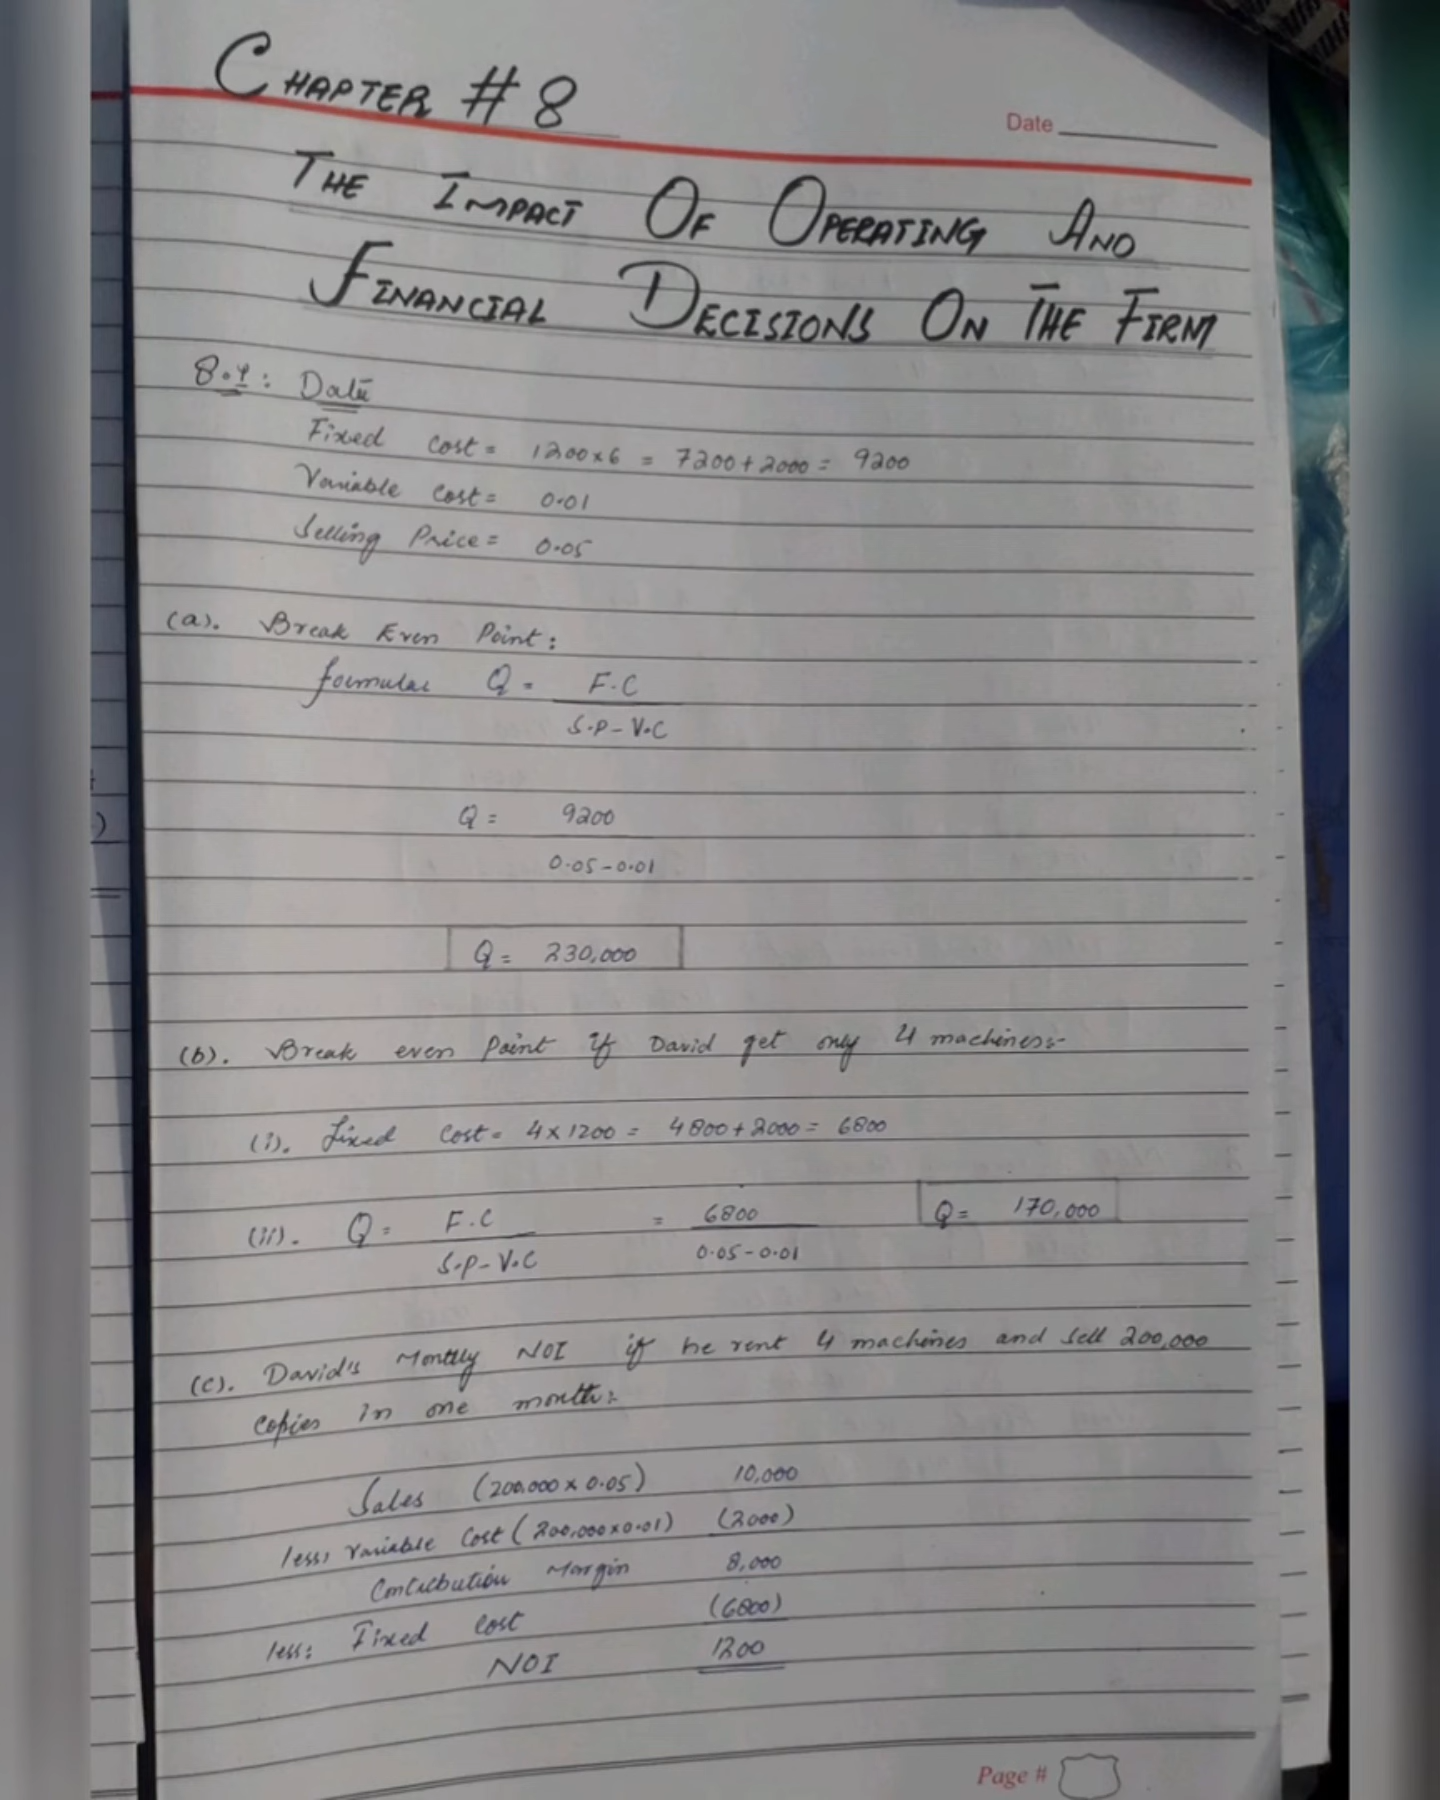 CHAPTER # 8
Date
THE IMPACT OF OPERATING AND
FINANCIAL DECISIONS ON THE FIRM
8.4: Data
Fixed Cost = 1200x6 = 7200+2000 = 9200
Variable Cost = 0.01
Selling Price = 0.05
(a). Break Even Point:
formular Q = F.C
S.P - V.C
Q = 9200
0.05-0.01
Q = 230,000
(b). Break even point if David get only 4 machines:-
(i). Fixed Cost = 4x1200 = 4800+2000 = 6800
(ii). Q = F.C = 6800 Q = 170,000
S.P - V.C 0.05-0.01
(c). David's Montly NOI if he rent 4 machines and sell 200,000
copies in one month:
Sales (200,000 x 0.05) 10,000
less: variable Cost (200,000x0.01) (2000)
Contribution Margin 8,000
less: Fixed Cost (6800)
NOI 1200
Page #
)